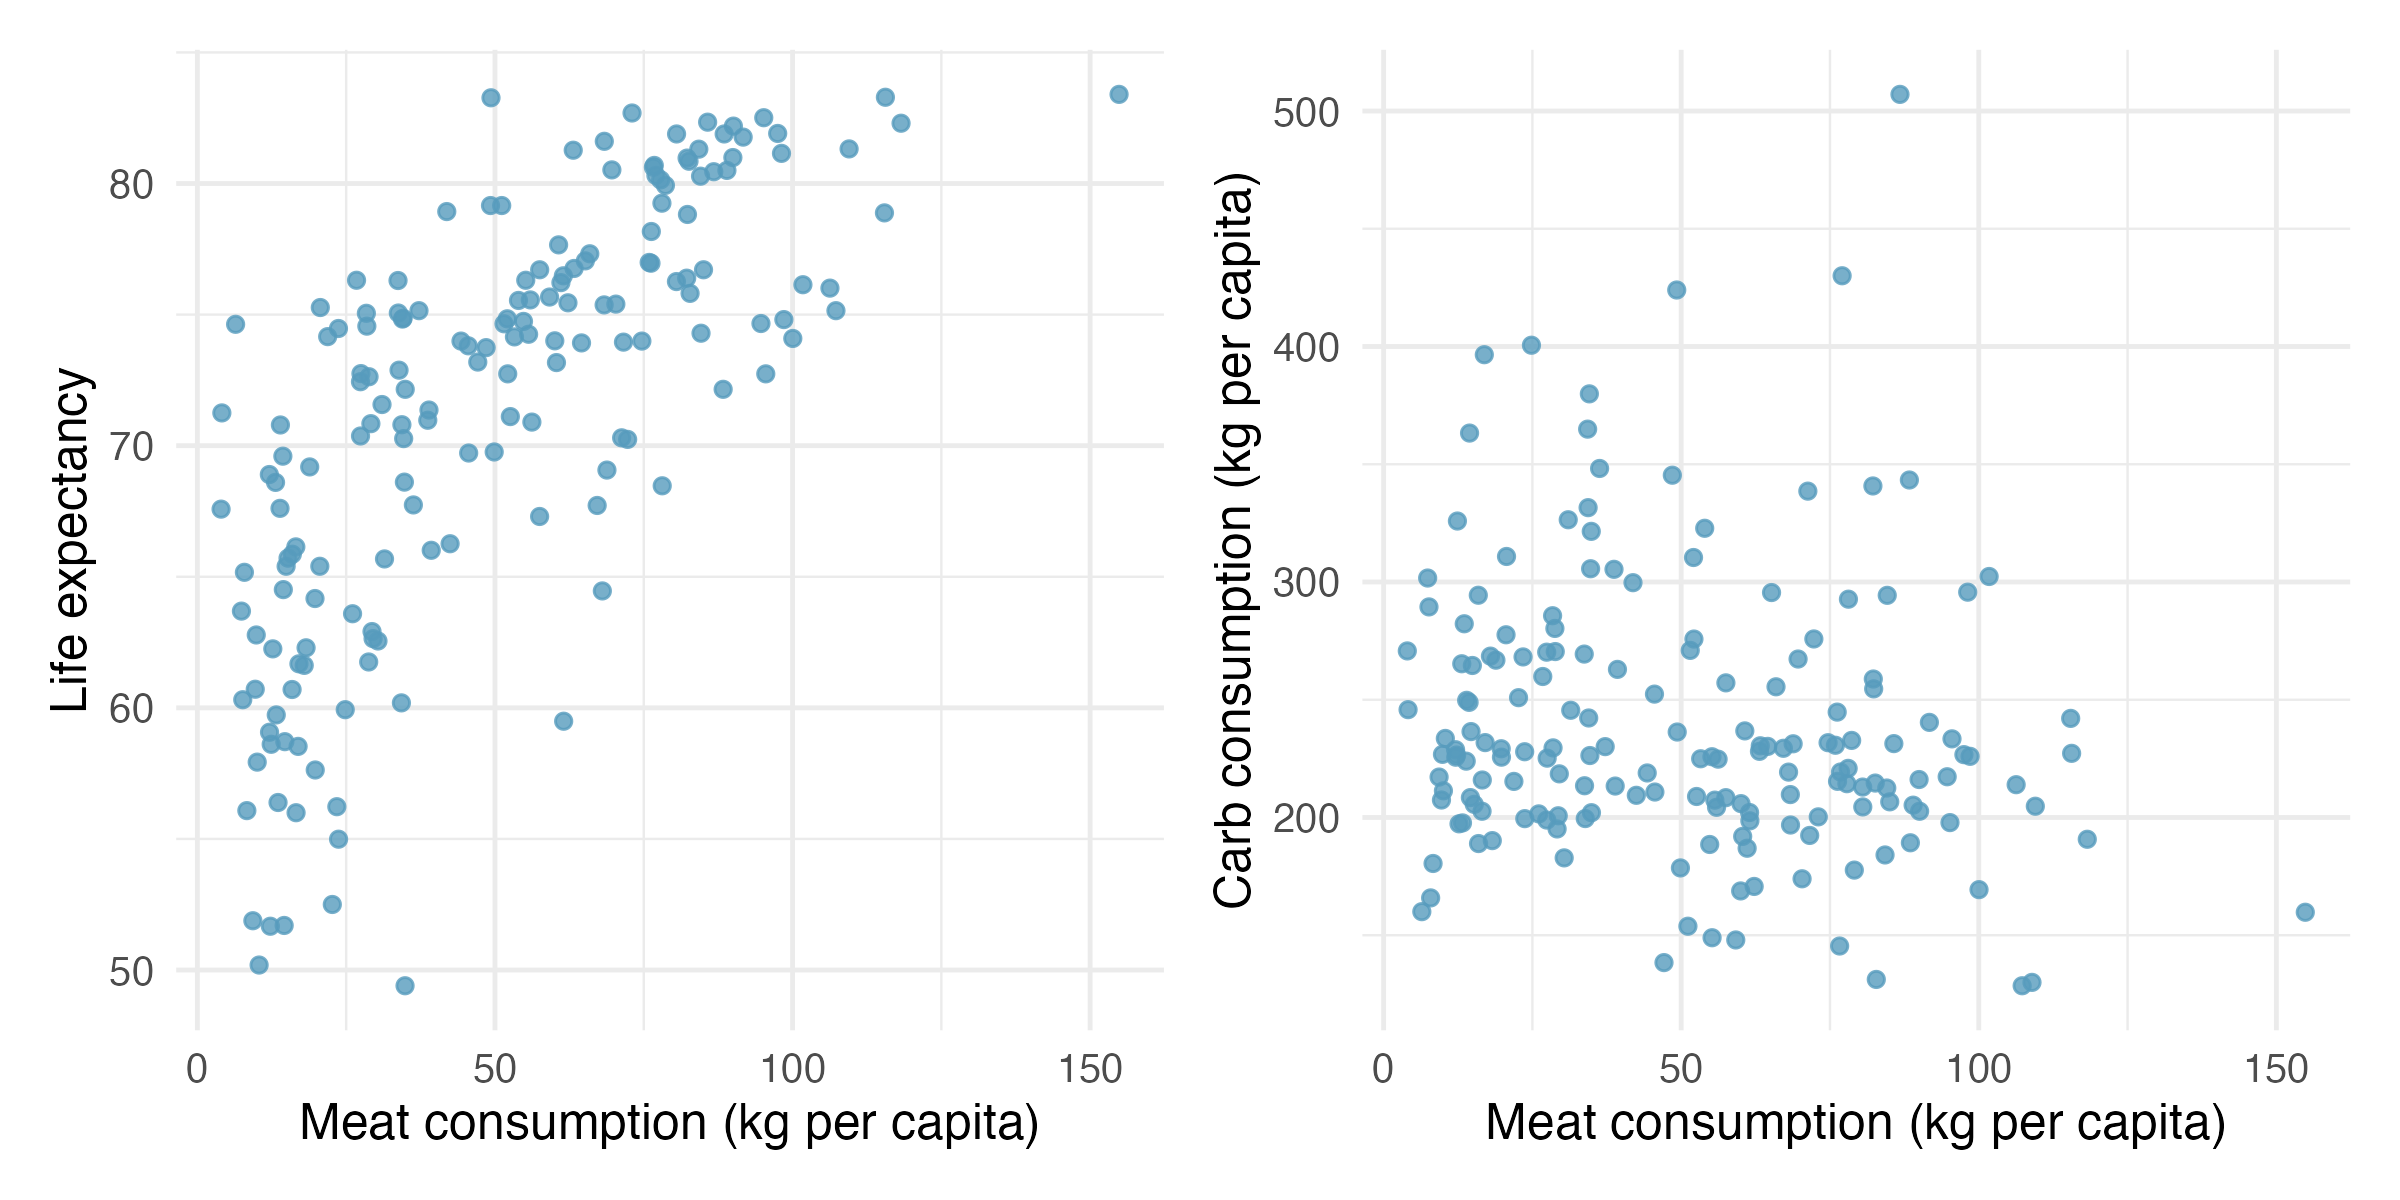 Life expectancy
80
70
60
50
0 50 100 150
Meat consumption (kg per capita)
Carb consumption (kg per capita)
500
400
300
200
0 50 100 150
Meat consumption (kg per capita)